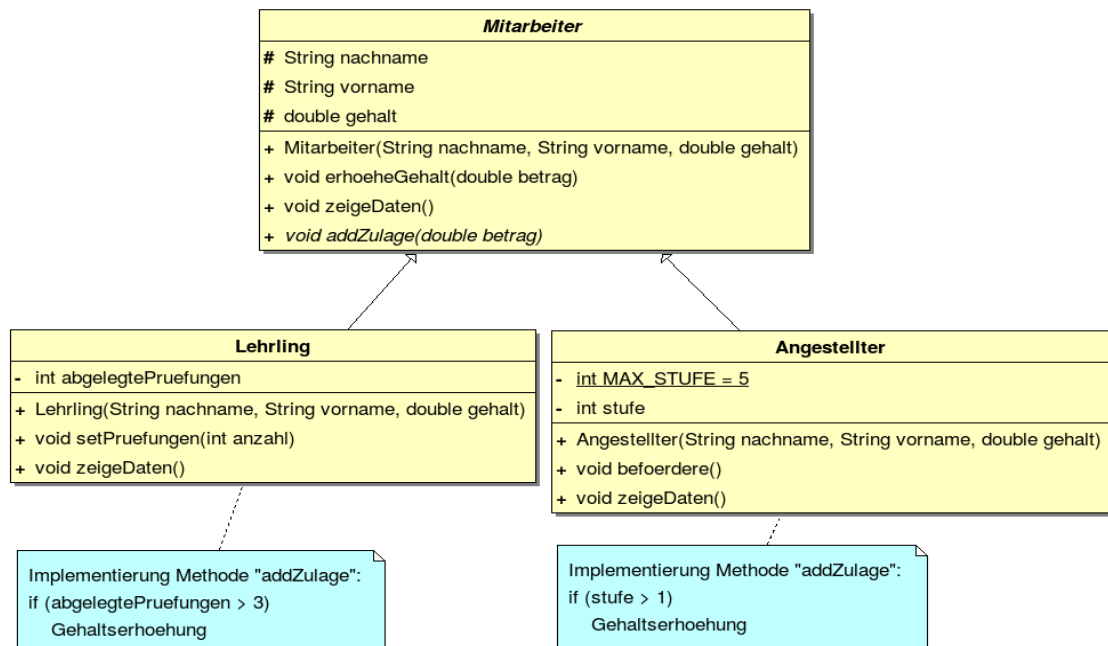 Mitarbeiter
# String nachname
# String vorname
# double gehalt
+ Mitarbeiter(String nachname, String vorname, double gehalt)
+ void erhoeheGehalt(double betrag)
+ void zeigeDaten()
+ void addZulage(double betrag)
Lehrling
- int abgelegtePruefungen
+ Lehrling(String nachname, String vorname, double gehalt)
+ void setPruefungen(int anzahl)
+ void zeigeDaten()
Angestellter
- int MAX_STUFE = 5
- int stufe
+ Angestellter(String nachname, String vorname, double gehalt)
+ void befoerdere()
+ void zeigeDaten()
Implementierung Methode "addZulage":
if (abgelegtePruefungen > 3)
Gehaltserhoehung
Implementierung Methode "addZulage":
if (stufe > 1)
Gehaltserhoehung